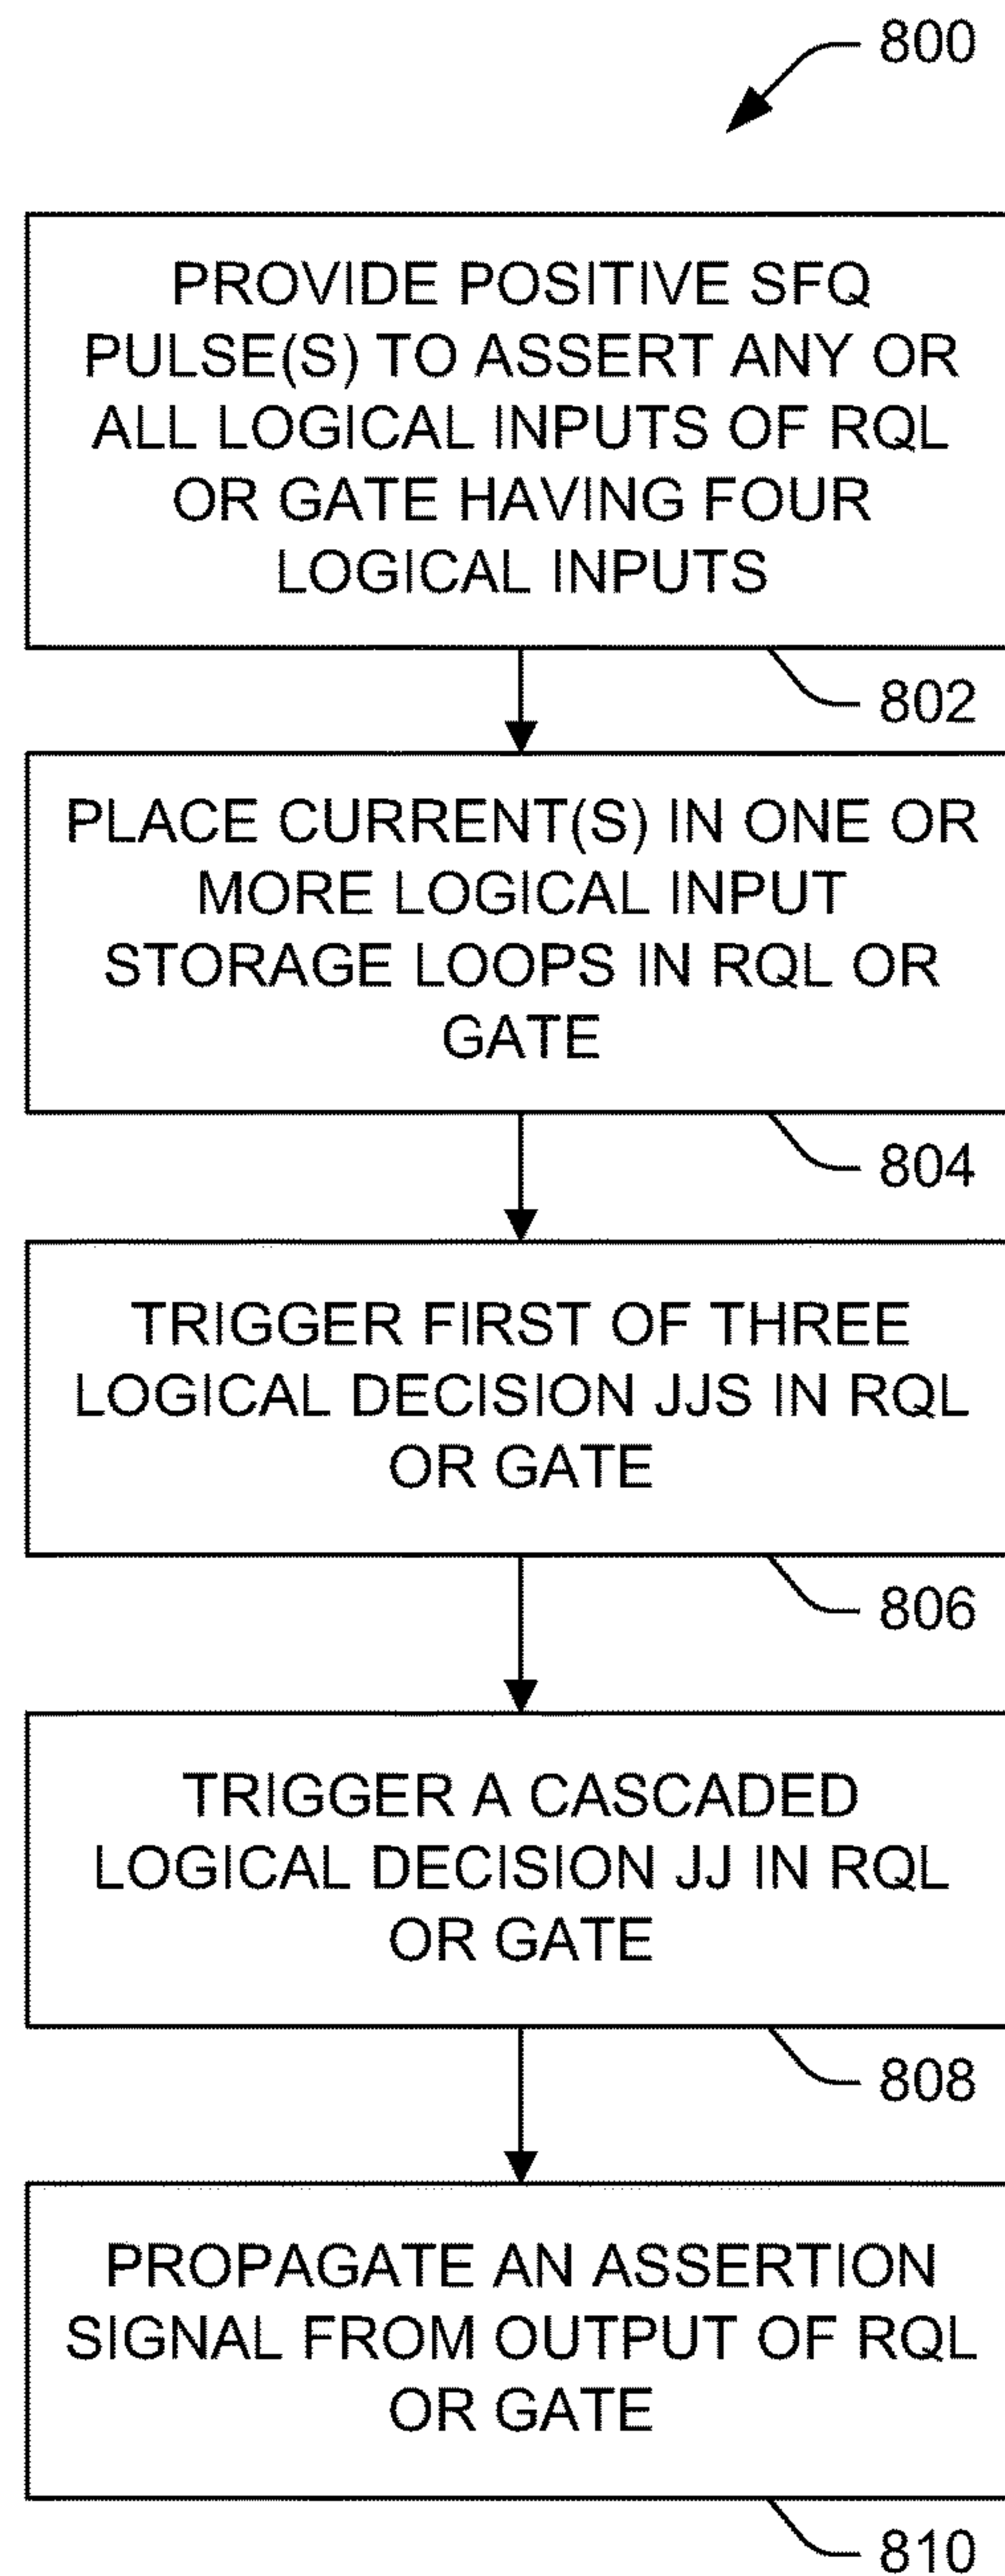 800
PROVIDE POSITIVE SFQ
PULSE(S) TO ASSERT ANY OR
ALL LOGICAL INPUTS OF RQL
OR GATE HAVING FOUR
LOGICAL INPUTS
802
PLACE CURRENT(S) IN ONE OR
MORE LOGICAL INPUT
STORAGE LOOPS IN RQL OR
GATE
804
TRIGGER FIRST OF THREE
LOGICAL DECISION JJS IN RQL
OR GATE
806
TRIGGER A CASCADED
LOGICAL DECISION JJ IN RQL
OR GATE
808
PROPAGATE AN ASSERTION
SIGNAL FROM OUTPUT OF RQL
OR GATE
810